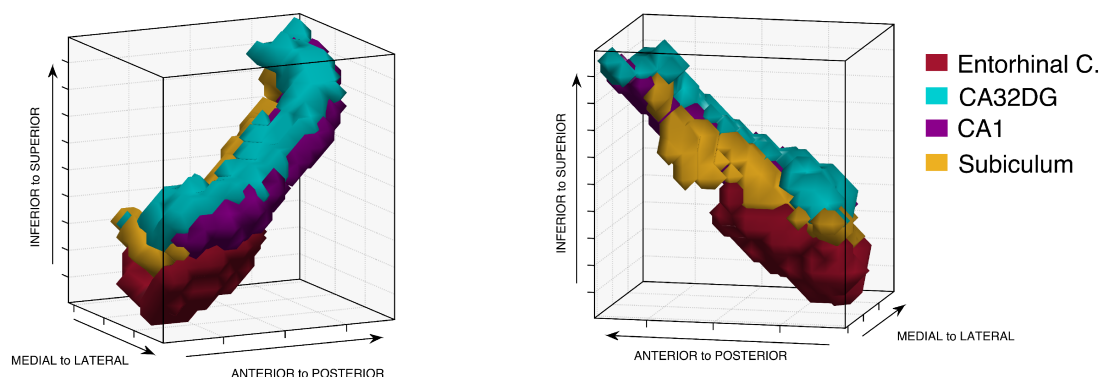 INFERIOR to SUPERIOR
MEDIAL to LATERAL
ANTERIOR to POSTERIOR
INFERIOR to SUPERIOR
ANTERIOR to POSTERIOR
MEDIAL to LATERAL
Entorhinal C.
CA32DG
CA1
Subiculum